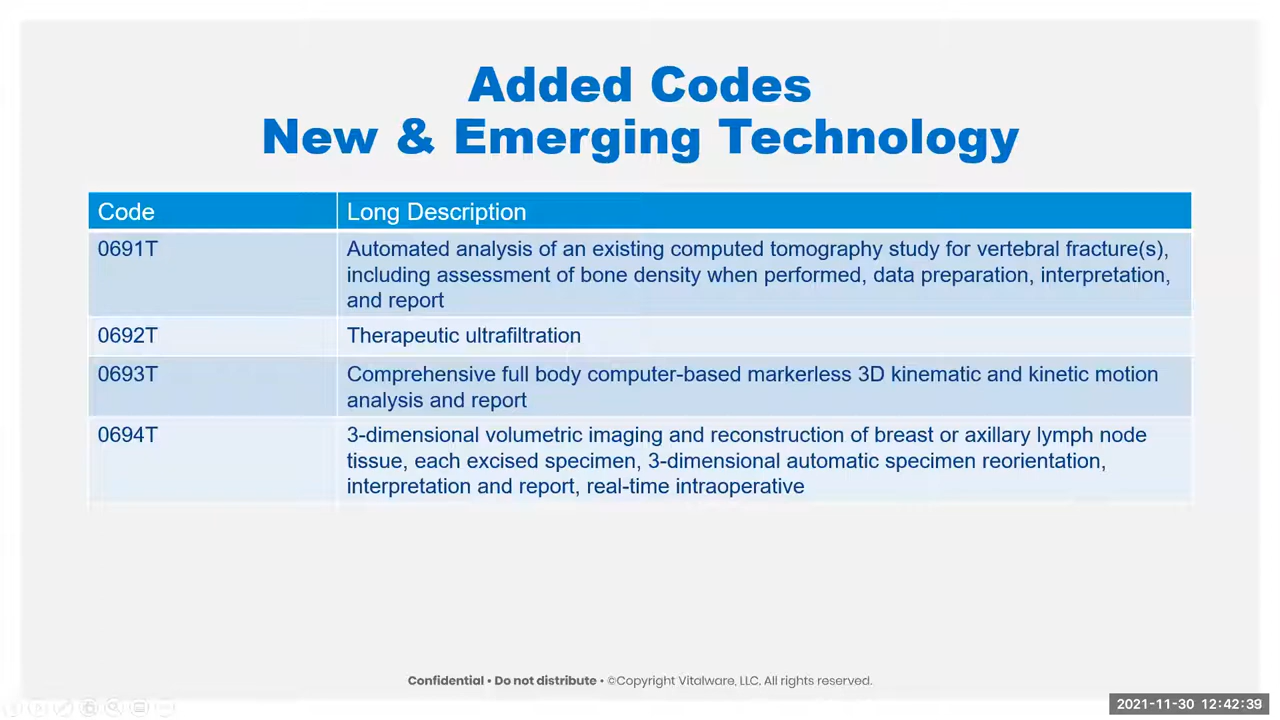 Added Codes
New & Emerging Technology
Code Long Description
0691T Automated analysis of an existing computed tomography study for vertebral fracture(s),
including assessment of bone density when performed, data preparation, interpretation,
and report
0692T Therapeutic ultrafiltration
0693T Comprehensive full body computer-based markerless 3D kinematic and kinetic motion
analysis and report
0694T 3-dimensional volumetric imaging and reconstruction of breast or axillary lymph node
tissue, each excised specimen, 3-dimensional automatic specimen reorientation,
interpretation and report, real-time intraoperative
Confidential • Do not distribute • ©Copyright Vitalware, LLC. All rights reserved.
2021-11-30 12:42:39